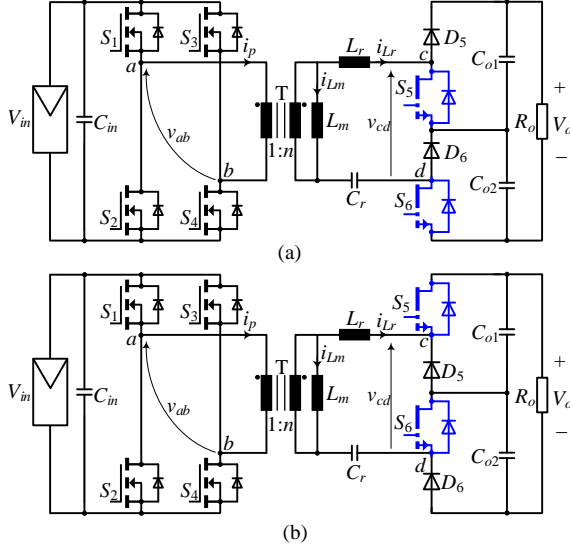 S1 S3 Lr iLr D5
a ip c Co1
iLm S5 +
Vin Cin T Lm vcd Ro Vo
vab 1:n D6 −
b d Co2
S2 S4 Cr S6
(a)
S1 S3 Lr iLr S5
a ip c Co1
iLm D5 +
Vin Cin T Lm vcd Ro Vo
vab 1:n S6 −
b d Co2
S2 S4 Cr D6
(b)